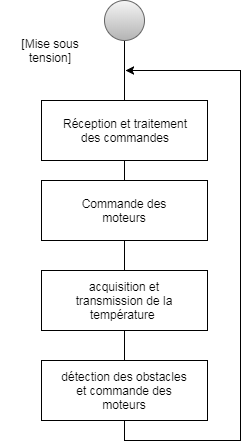 [Mise sous
tension]
Réception et traitement
des commandes
Commande des
moteurs
acquisition et
transmission de la
température
détection des obstacles
et commande des
moteurs